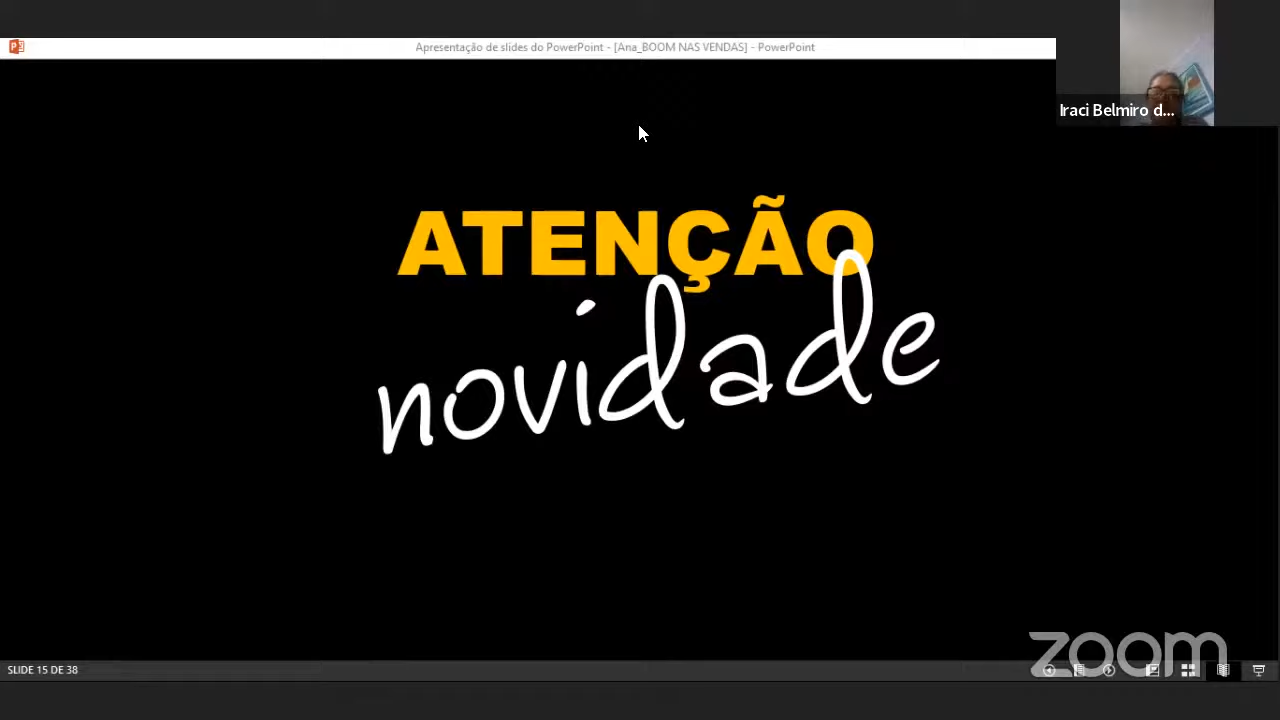 Apresentação de slides do PowerPoint - [Ana_BOOM NAS VENDAS] - PowerPoint
Iraci Belmiro d...
ATENÇÃO
novidade
zoom
SLIDE 15 DE 38